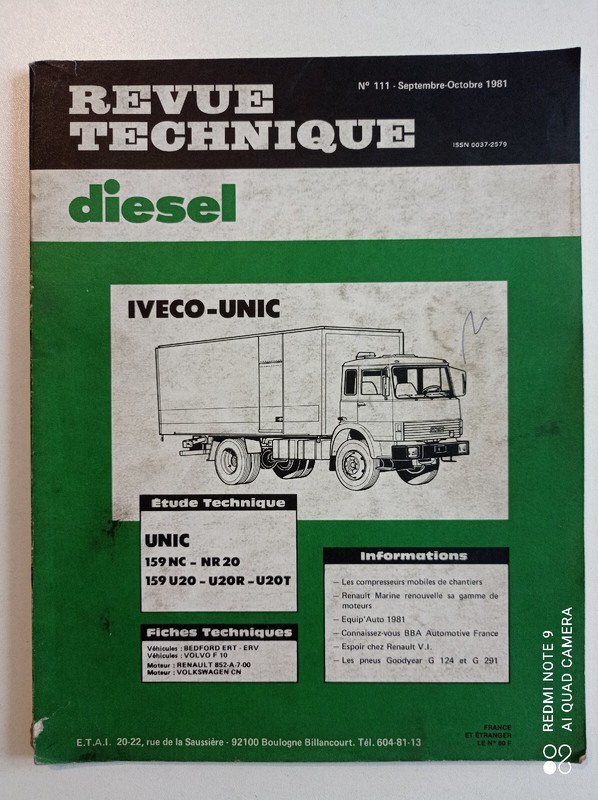 REVUE
TECHNIQUE
N° 111 - Septembre-Octobre 1981
ISSN 0037-2579
diesel
IVECO-UNIC
Étude Technique
UNIC
159 NC - NR 20
159 U20 - U20R - U20T
Fiches Techniques
Véhicules : BEDFORD ERT - ERV
Véhicules : VOLVO F 10
Moteur : RENAULT 852-A-7-00
Moteur : VOLKSWAGEN CN
Informations
— Les compresseurs mobiles de chantiers
— Renault Marine renouvelle sa gamme de
moteurs
— Equip'Auto 1981
— Connaissez-vous BBA Automotive France
— Espoir chez Renault V.I.
— Les pneus Goodyear G 124 et G 291
E.T.A.I. 20-22, rue de la Saussière - 92100 Boulogne Billancourt. Tél. 604-81-13
FRANCE
ET ÉTRANGER
LE N° 60 F
REDMI NOTE 9
AI QUAD CAMERA